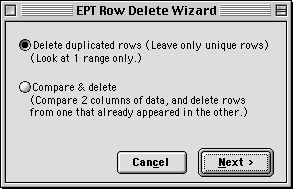 EPT Row Delete Wizard
Delete duplicated rows (Leave only unique rows)
(Look at 1 range only.)
Compare & delete
(Compare 2 columns of data, and delete rows
from one that already appeared in the other.)
Cancel
Next >